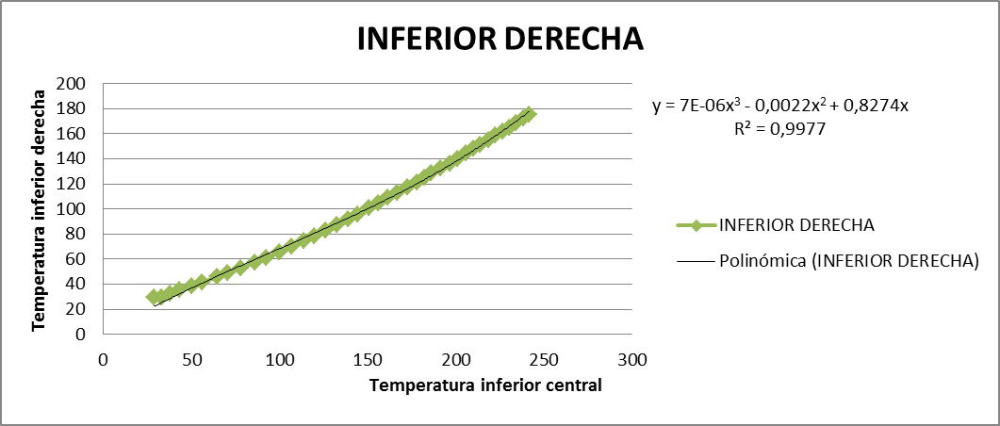 INFERIOR DERECHA
Temperatura inferior derecha
200
180
160
140
120
100
80
60
40
20
0
0 50 100 150 200 250 300
Temperatura inferior central
y = 7E-06x³ - 0,0022x² + 0,8274x
R² = 0,9977
INFERIOR DERECHA
Polinómica (INFERIOR DERECHA)